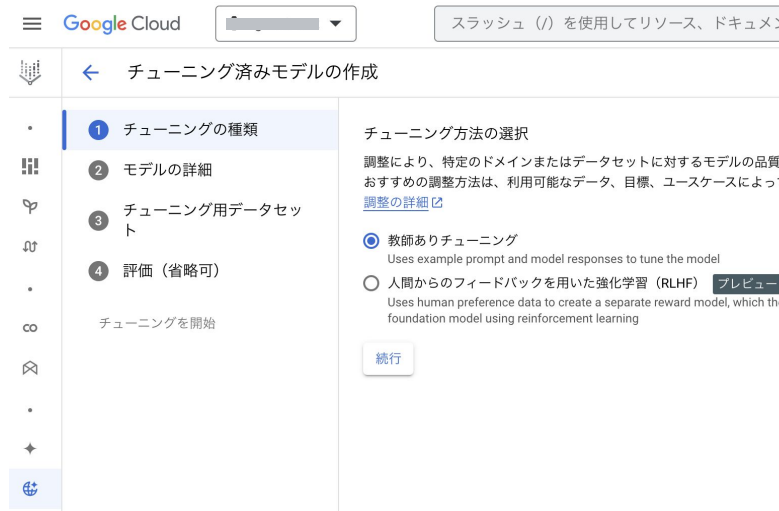 Google Cloud
スラッシュ（/）を使用してリソース、ドキュメン
チューニング済みモデルの作成
1 チューニングの種類
2 モデルの詳細
3 チューニング用データセッ
ト
4 評価（省略可）
チューニングを開始
チューニング方法の選択
調整により、特定のドメインまたはデータセットに対するモデルの品質
おすすめの調整方法は、利用可能なデータ、目標、ユースケースによって
調整の詳細
教師ありチューニング
Uses example prompt and model responses to tune the model
人間からのフィードバックを用いた強化学習（RLHF） プレビュー
Uses human preference data to create a separate reward model, which the
foundation model using reinforcement learning
続行